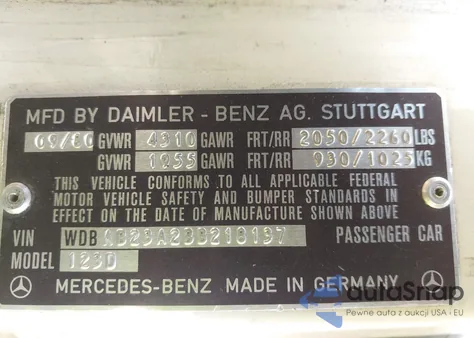 MFD BY DAIMLER - BENZ AG. STUTTGART
GVWR 4310 GAWR FRT/RR 2050/2260 LBS
GVWR 1955 GAWR FRT/RR 930/1025 KG
THIS VEHICLE CONFORMS TO ALL APPLICABLE FEDERAL
MOTOR VEHICLE SAFETY AND BUMPER STANDARDS IN
EFFECT ON THE DATE OF MANUFACTURE SHOWN ABOVE
VIN WDB PASSENGER CAR
MODEL 123D
MERCEDES-BENZ MADE IN GERMANY
autaSnap
Pewne auta z aukcji USA - EU